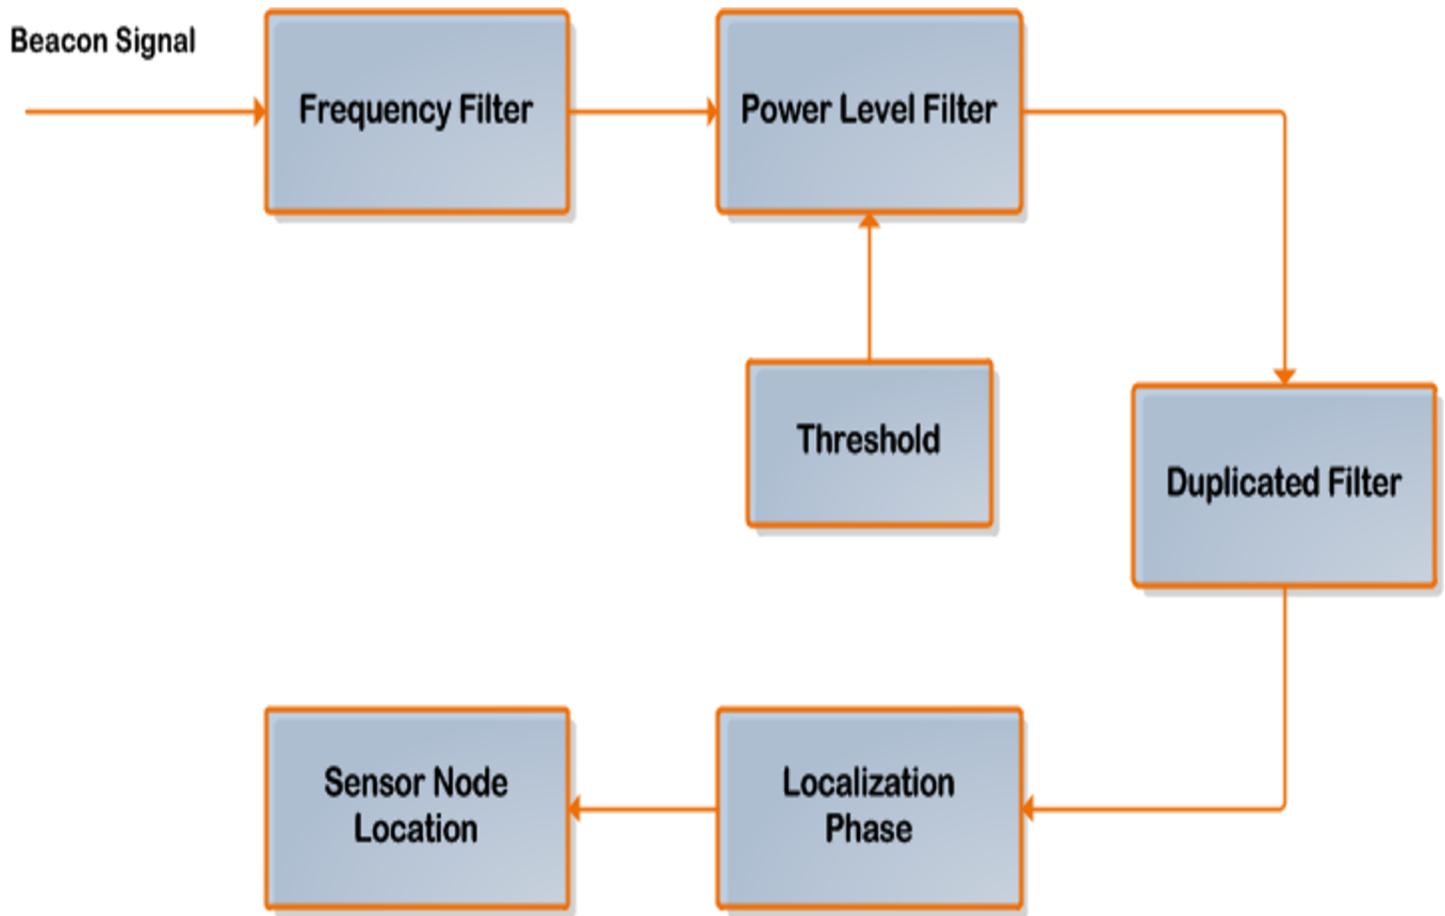 Beacon Signal
Frequency Filter
Power Level Filter
Threshold
Duplicated Filter
Sensor Node
Location
Localization
Phase